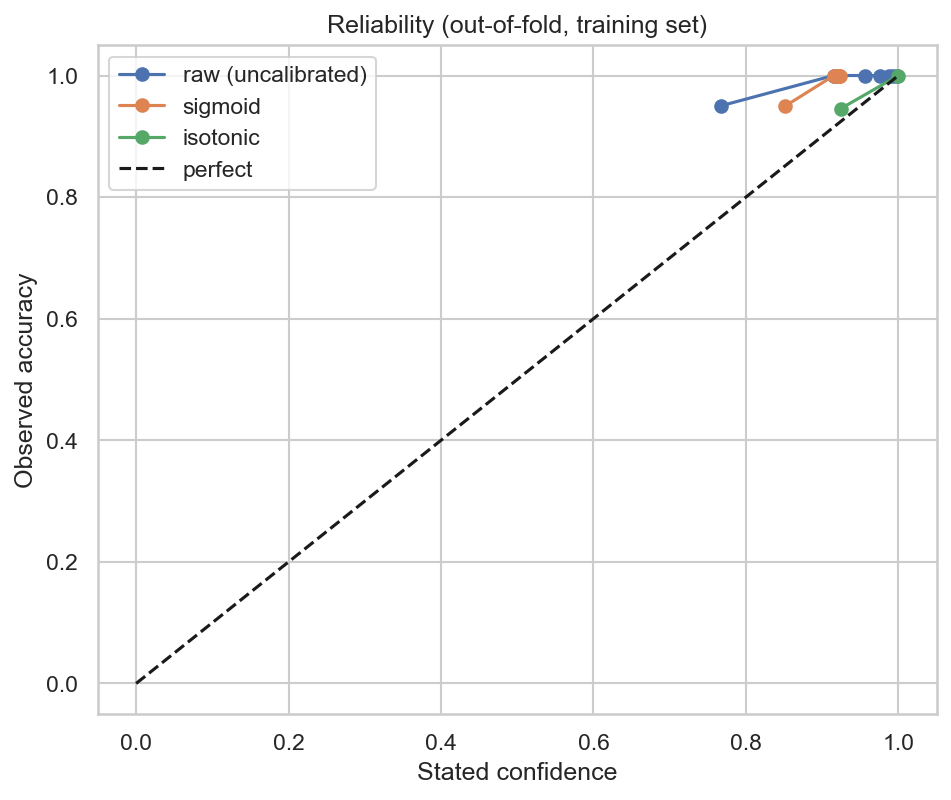 Reliability (out-of-fold, training set)
raw (uncalibrated)
sigmoid
isotonic
perfect
Observed accuracy
1.0
0.8
0.6
0.4
0.2
0.0
0.0 0.2 0.4 0.6 0.8 1.0
Stated confidence